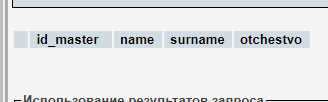 id_master name surname otchestvo
Использование результатов запроса